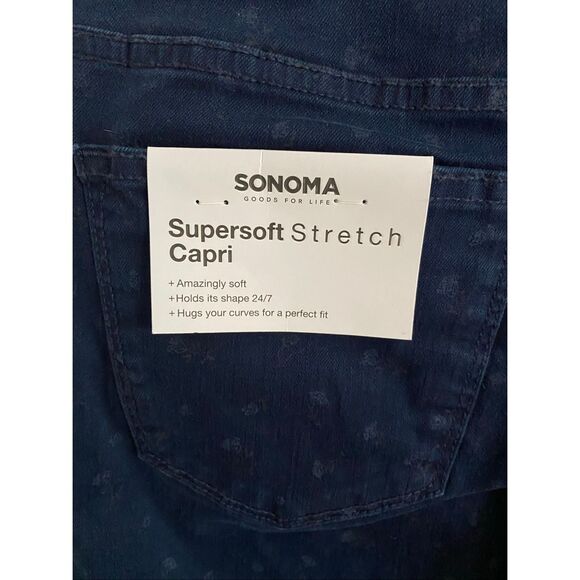 SONOMA
GOODS FOR LIFE
Supersoft Stretch
Capri
+ Amazingly soft
+ Holds its shape 24/7
+ Hugs your curves for a perfect fit